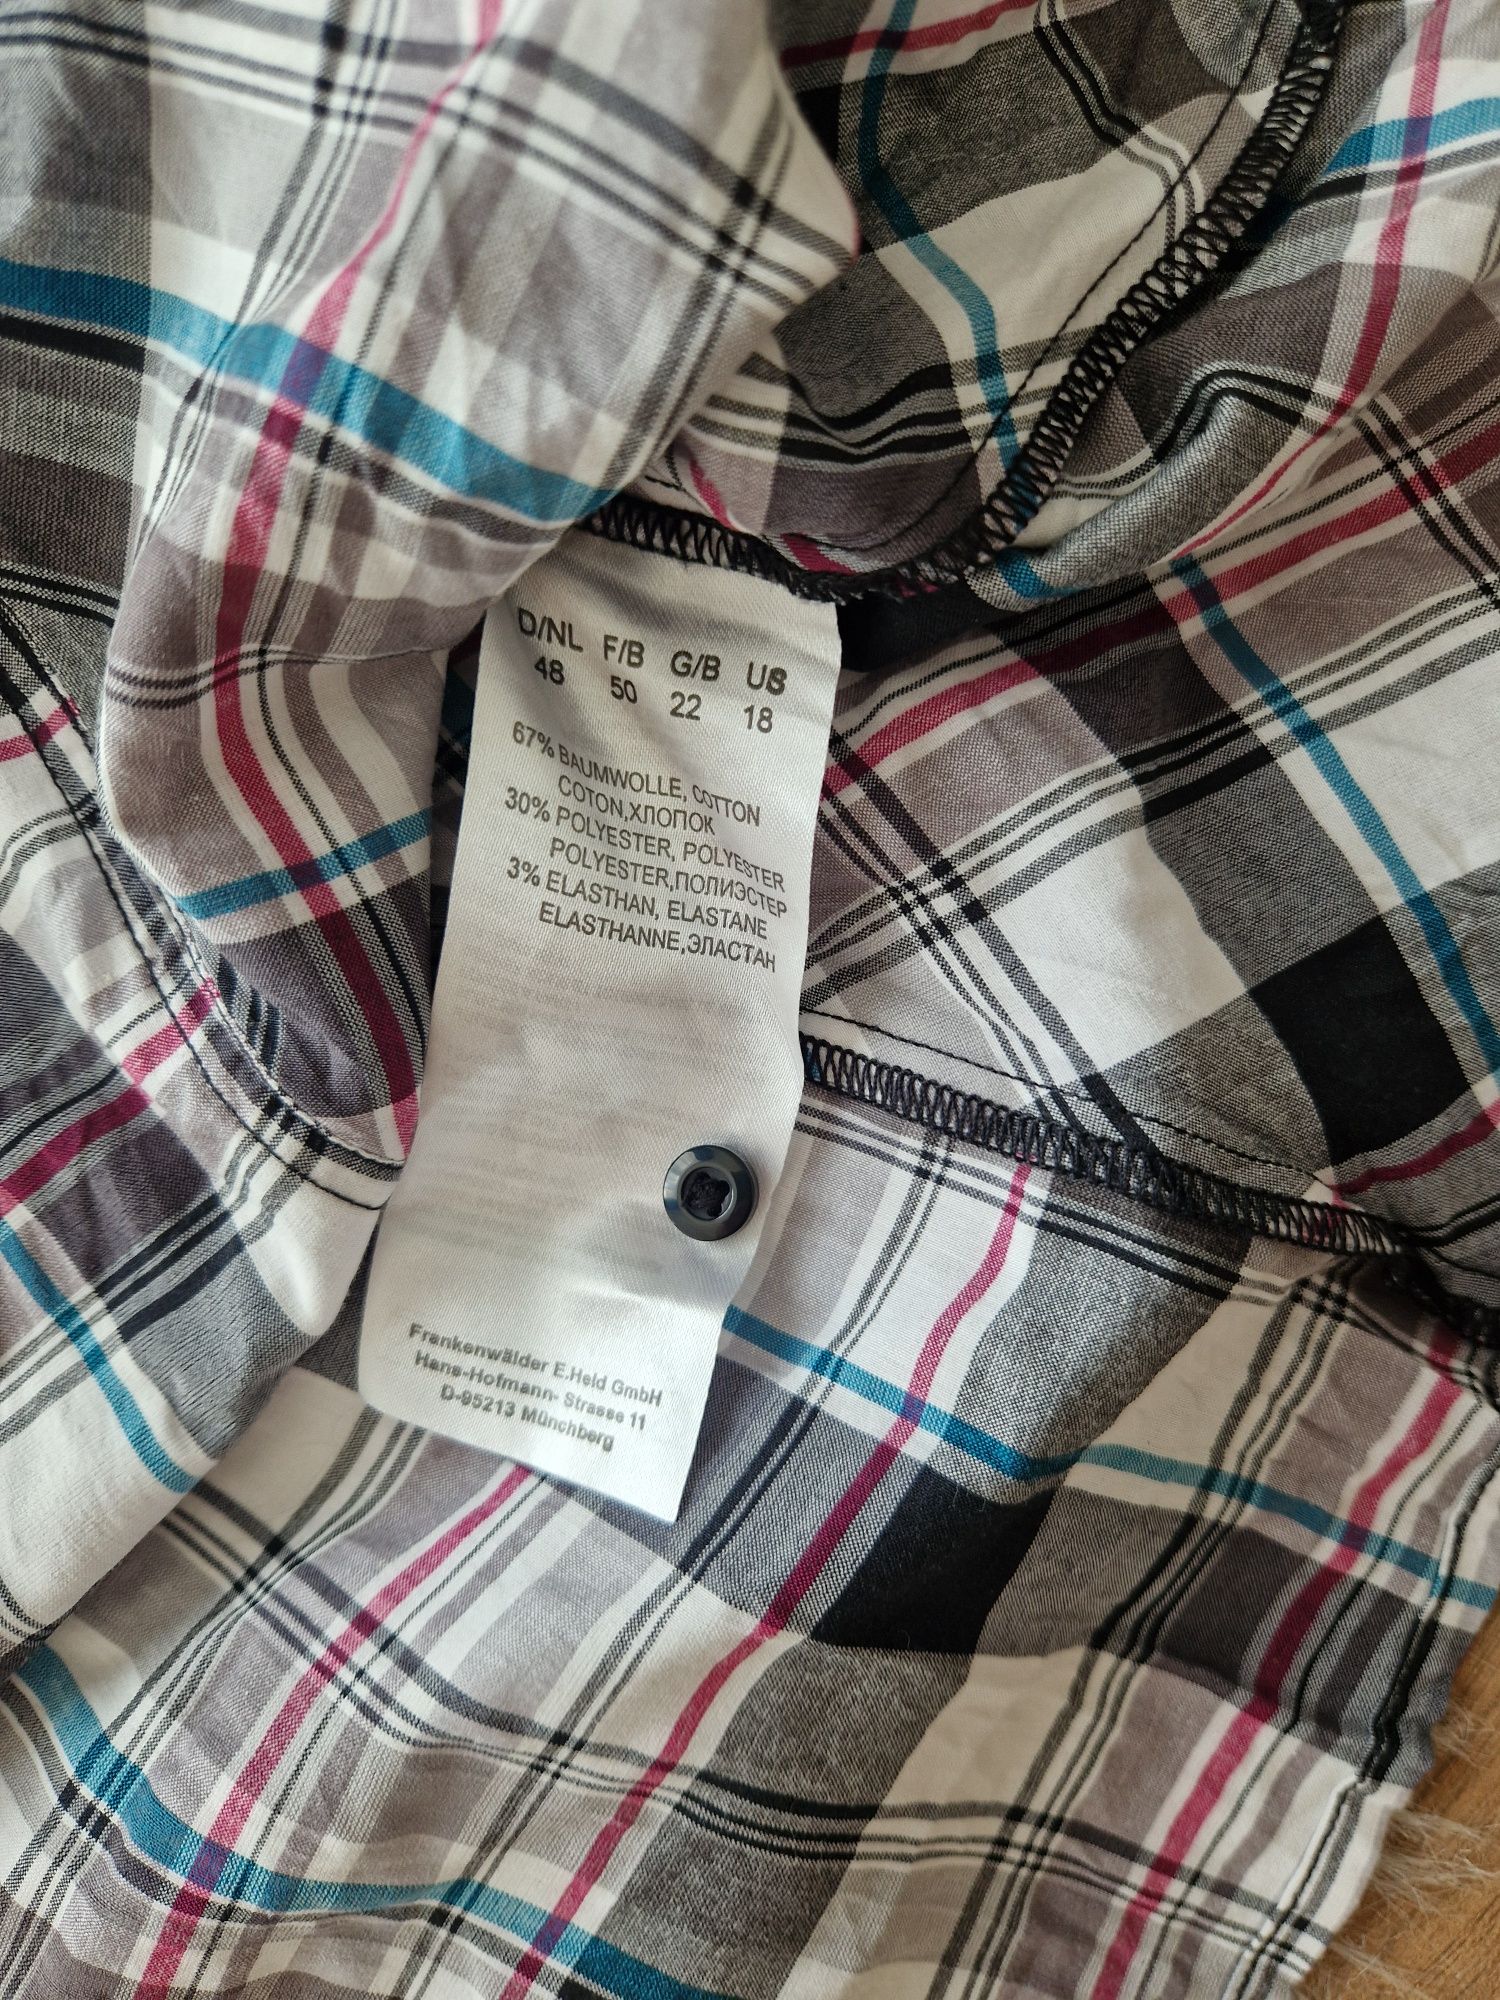 D/NL F/B G/B US
48 50 22 18
67% BAUMWOLLE, COTTON
COTON,ХЛОПОК
30% POLYESTER, POLYESTER
POLYESTER,ПОЛИЭСТЕР
3% ELASTHAN, ELASTANE
ELASTHANNE,ЭЛАСТАН
Frankenwälder E.Held GmbH
Hans-Hofmann- Strasse 11
D-95213 Münchberg